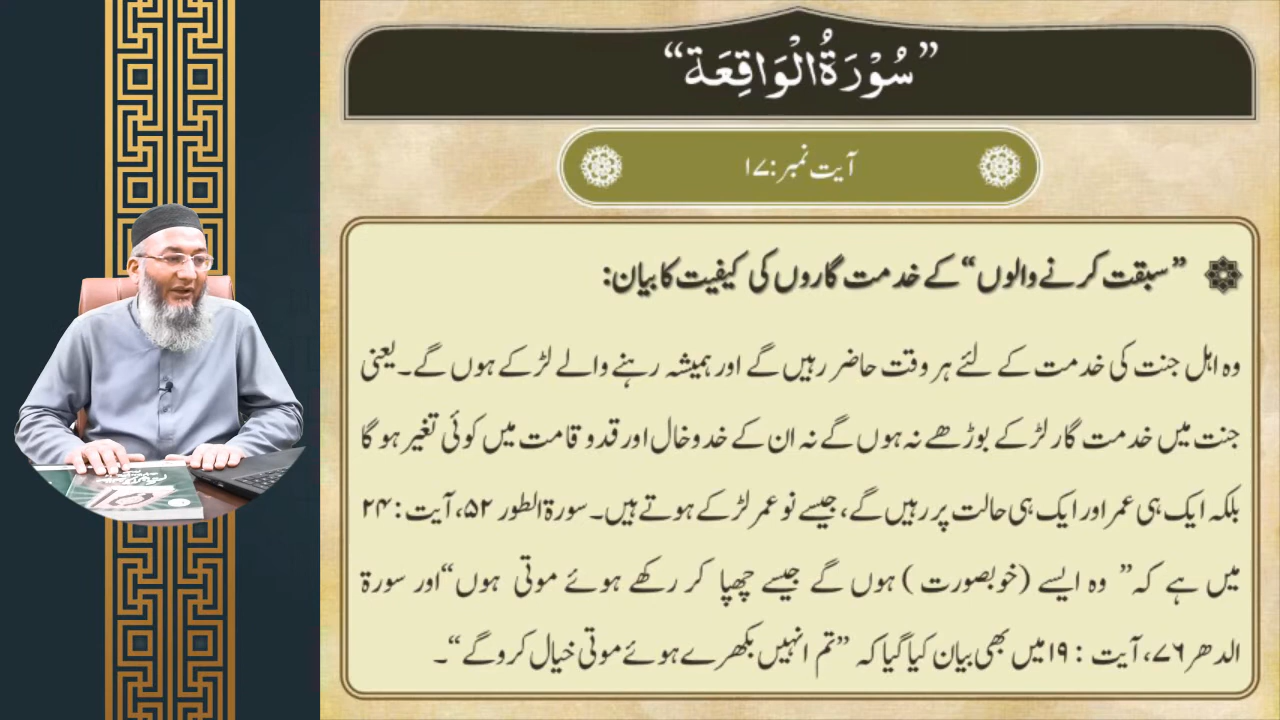 ”سُوْرَةُالْوَاقِعَة“
آیت نمبر:۱۷
”سبقت کرنے والوں“ کے خدمت گاروں کی کیفیت کا بیان:
وہ اہل جنت کی خدمت کے لئے ہر وقت حاضر رہیں گے اور ہمیشہ رہنے والے لڑکے ہوں گے۔ یعنی
جنت میں خدمت گار لڑکے بوڑھے نہ ہوں گے نہ ان کے خدوخال اور قدو قامت میں کوئی تغیر ہو گا
بلکہ ایک ہی عمر اور ایک ہی حالت پر رہیں گے، جیسے نو عمر لڑکے ہوتے ہیں۔ سورۃ الطور ۵۲، آیت : ۲۴
میں ہے کہ” وہ ایسے (خوبصورت ) ہوں گے جیسے چھپا کر رکھے ہوئے موتی ہوں“ اور سورۃ
الدھر ۷۶، آیت : ۱۹ میں بھی بیان کیا گیا کہ ”تم انہیں بکھرے ہوئے موتی خیال کرو گے“۔